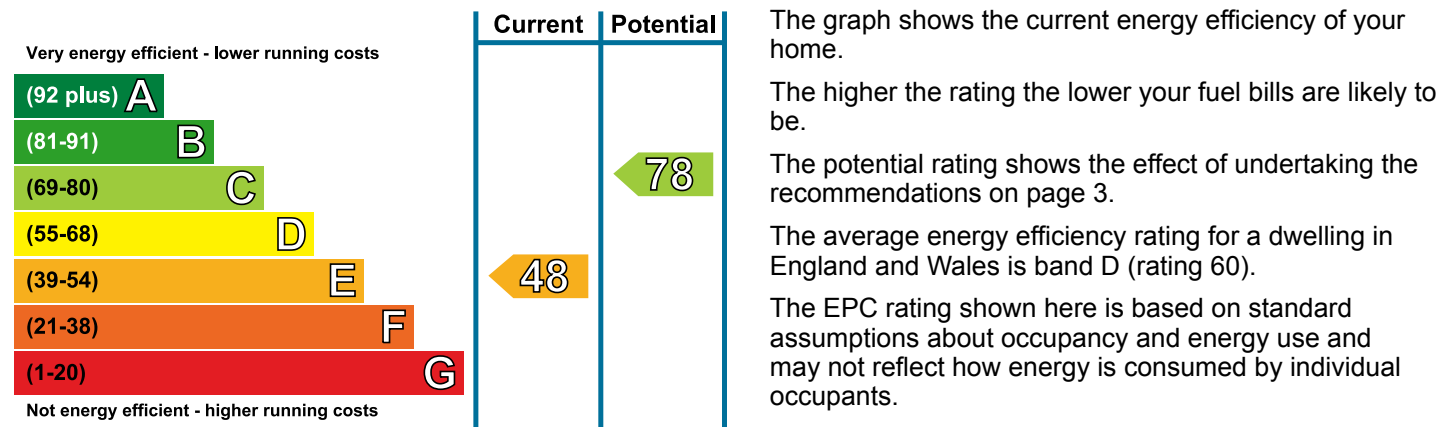 Current Potential
Very energy efficient - lower running costs
(92 plus) A
(81-91) B
(69-80) C
78
(55-68) D
(39-54) E
48
(21-38) F
(1-20) G
Not energy efficient - higher running costs
The graph shows the current energy efficiency of your
home.
The higher the rating the lower your fuel bills are likely to
be.
The potential rating shows the effect of undertaking the
recommendations on page 3.
The average energy efficiency rating for a dwelling in
England and Wales is band D (rating 60).
The EPC rating shown here is based on standard
assumptions about occupancy and energy use and
may not reflect how energy is consumed by individual
occupants.